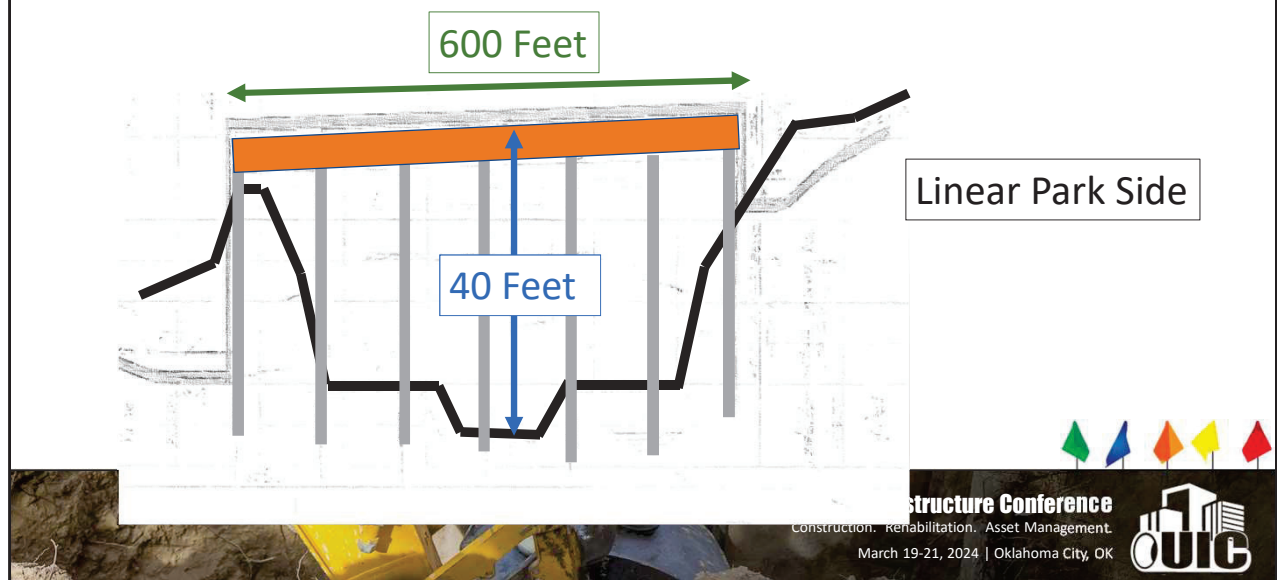 600 Feet
Linear Park Side
40 Feet
structure Conference
Construction. Rehabilitation. Asset Management.
March 19-21, 2024 | Oklahoma City, OK
OUIC